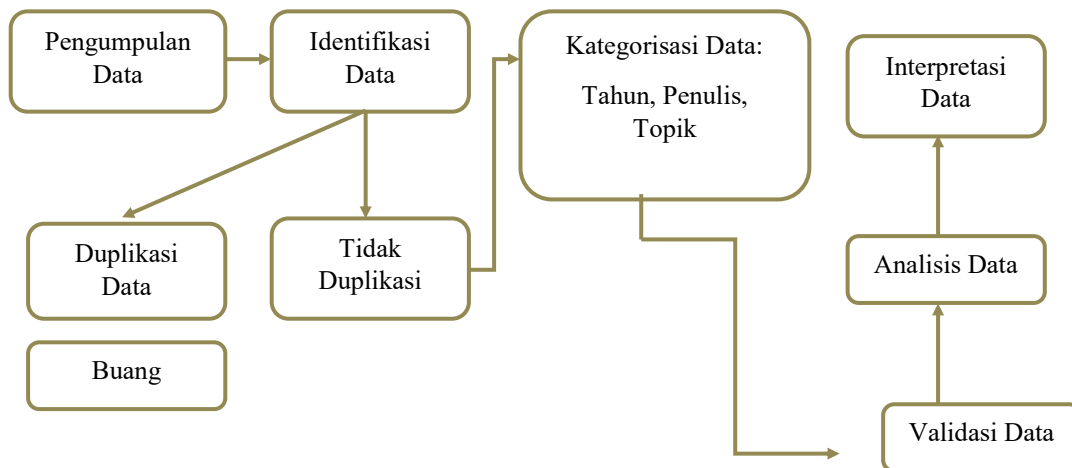 Pengumpulan
Data
Identifikasi
Data
Duplikasi
Data
Buang
Tidak
Duplikasi
Kategorisasi Data:
Tahun, Penulis,
Topik
Validasi Data
Analisis Data
Interpretasi
Data